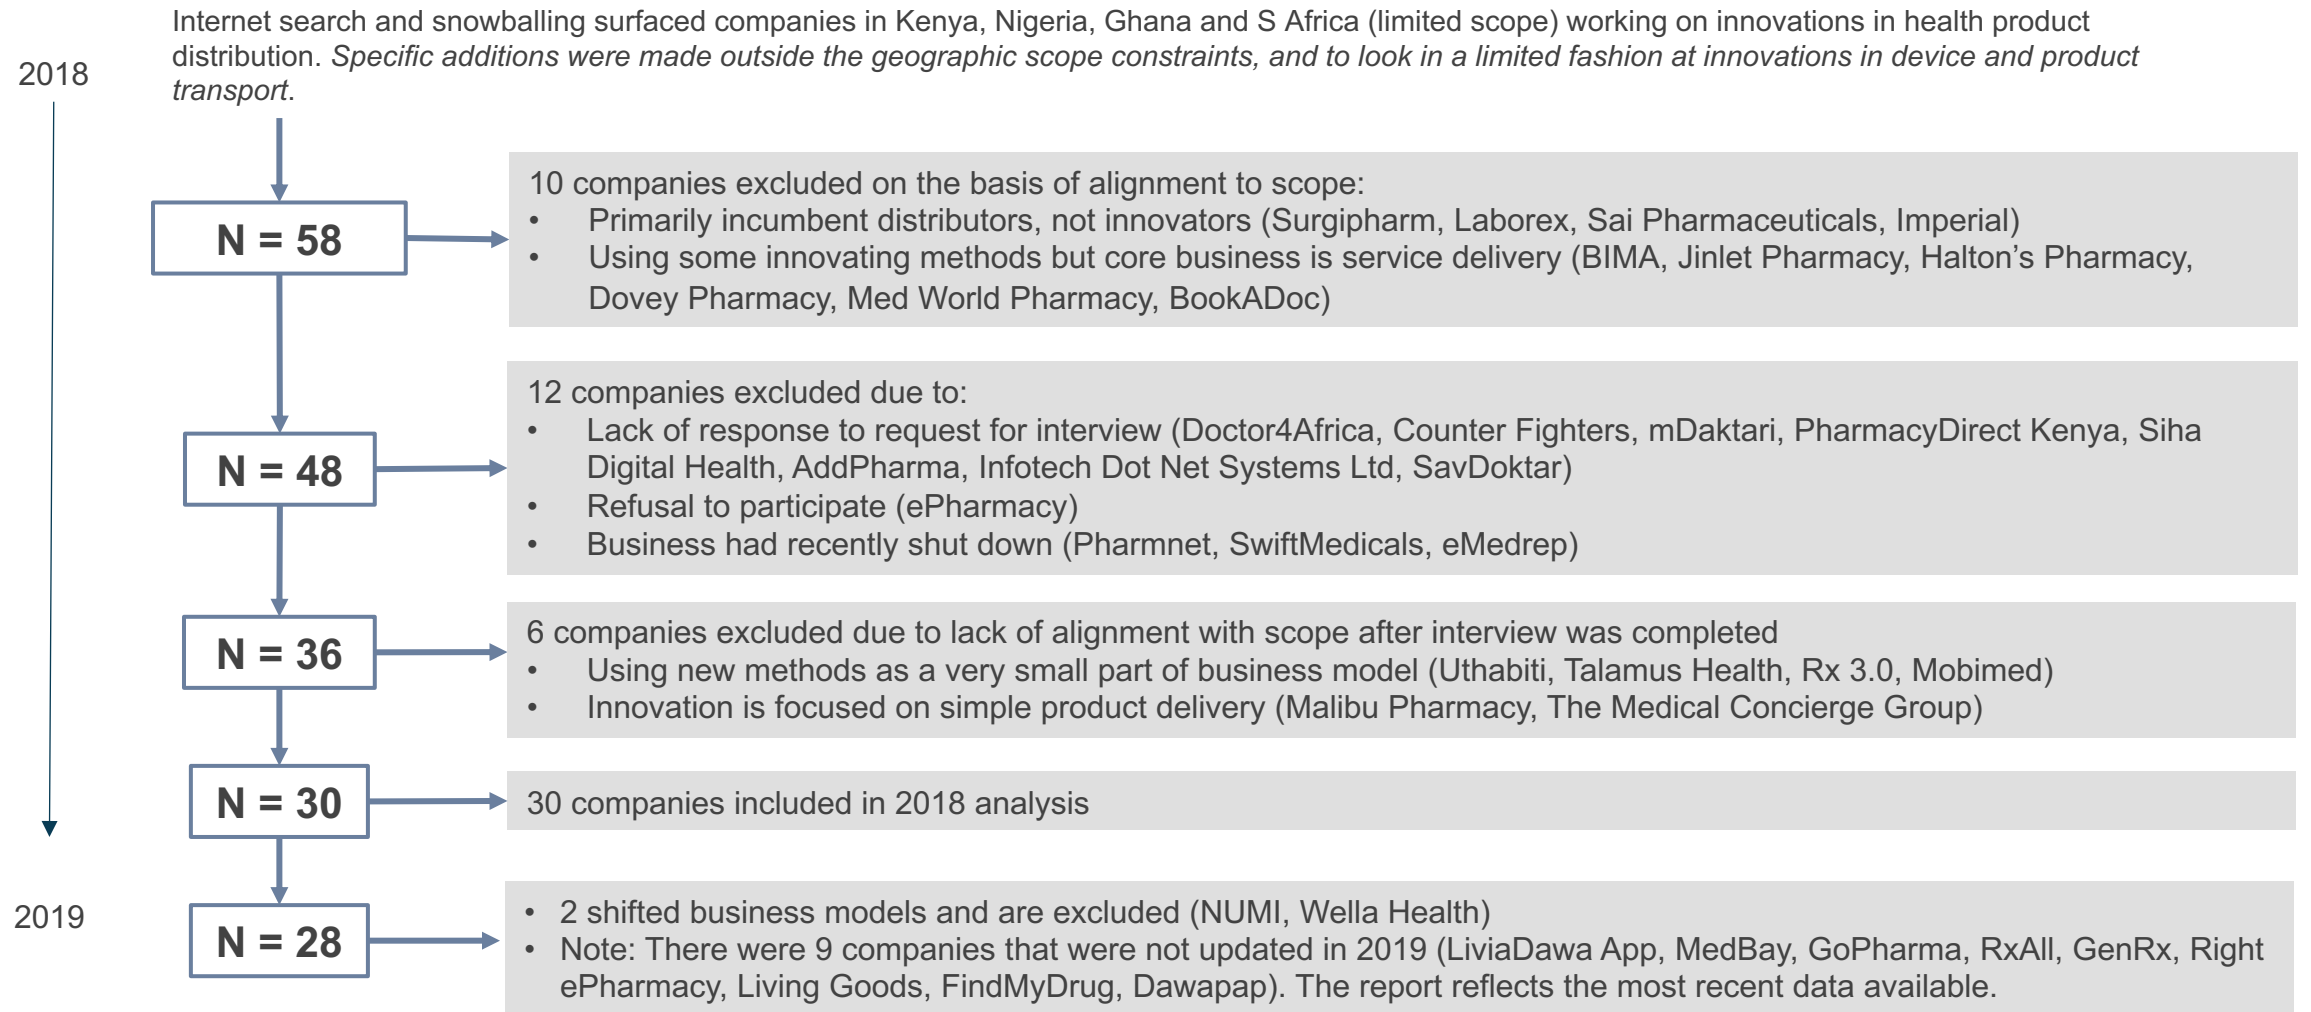 Internet search and snowballing surfaced companies in Kenya, Nigeria, Ghana and S Africa (limited scope) working on innovations in health product
distribution. Specific additions were made outside the geographic scope constraints, and to look in a limited fashion at innovations in device and product
transport.
2018
N = 58
10 companies excluded on the basis of alignment to scope:
• Primarily incumbent distributors, not innovators (Surgipharm, Laborex, Sai Pharmaceuticals, Imperial)
• Using some innovating methods but core business is service delivery (BIMA, Jinlet Pharmacy, Halton’s Pharmacy,
Dovey Pharmacy, Med World Pharmacy, BookADoc)
N = 48
12 companies excluded due to:
• Lack of response to request for interview (Doctor4Africa, Counter Fighters, mDaktari, PharmacyDirect Kenya, Siha
Digital Health, AddPharma, Infotech Dot Net Systems Ltd, SavDoktar)
• Refusal to participate (ePharmacy)
• Business had recently shut down (Pharmnet, SwiftMedicals, eMedrep)
N = 36
6 companies excluded due to lack of alignment with scope after interview was completed
• Using new methods as a very small part of business model (Uthabiti, Talamus Health, Rx 3.0, Mobimed)
• Innovation is focused on simple product delivery (Malibu Pharmacy, The Medical Concierge Group)
N = 30
30 companies included in 2018 analysis
2019
N = 28
• 2 shifted business models and are excluded (NUMI, Wella Health)
• Note: There were 9 companies that were not updated in 2019 (LiviaDawa App, MedBay, GoPharma, RxAll, GenRx, Right
ePharmacy, Living Goods, FindMyDrug, Dawapap). The report reflects the most recent data available.